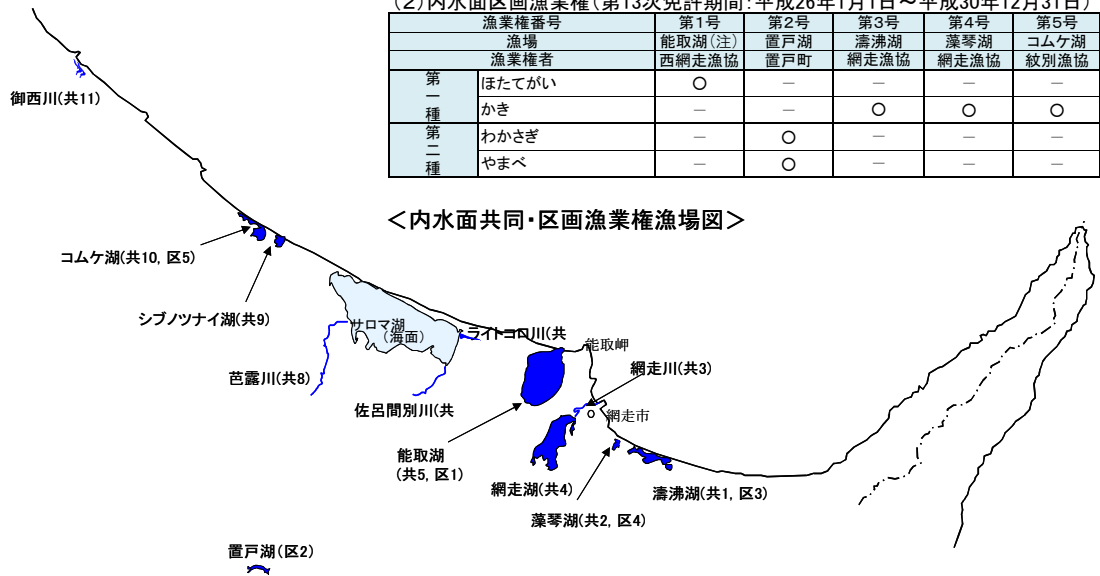 (2)内水面区画漁業権(第13次免許期間:平成26年1月1日~平成30年12月31日)
漁業権番号 第1号 第2号 第3号 第4号 第5号
漁場 能取湖(注) 置戸湖 濤沸湖 藻琴湖 コムケ湖
漁業権者 西網走漁協 置戸町 網走漁協 網走漁協 紋別漁協
第一種 ほたてがい ○ - - - -
かき - - ○ ○ ○
第二種 わかさぎ - ○ - - -
やまべ - ○ - - -
<内水面共同・区画漁業権漁場図>
御西川(共11)
コムケ湖(共10, 区5)
シブノツナイ湖(共9)
サロマ湖
(海面)
ライトコロ川(共
能取岬
芭露川(共8)
佐呂間別川(共
網走川(共3)
網走市
能取湖
(共5, 区1)
網走湖(共4)
濤沸湖(共1, 区3)
藻琴湖(共2, 区4)
置戸湖(区2)